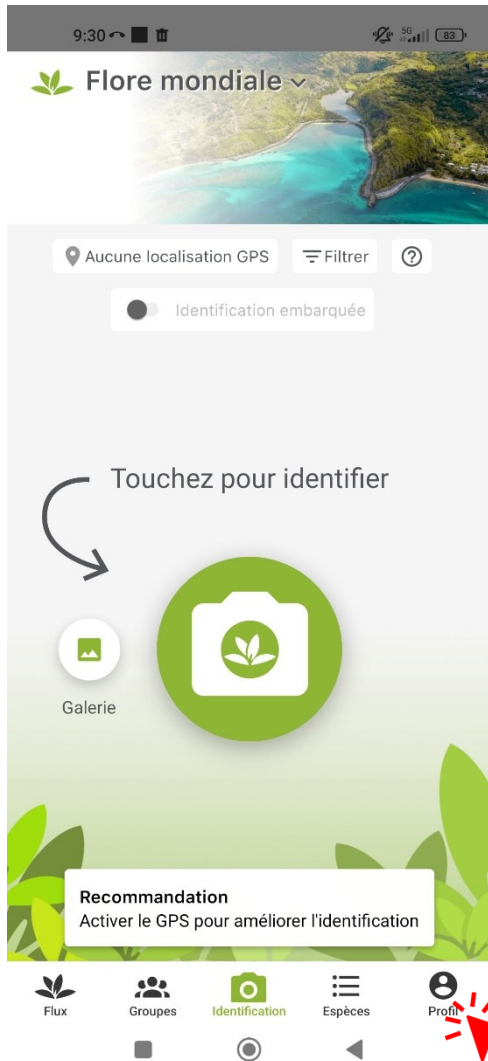 9:30
5G
83
Flore mondiale
Aucune localisation GPS
Filtrer
?
Identification embarquée
Touchez pour identifier
Galerie
Recommandation
Activer le GPS pour améliorer l'identification
Flux
Groupes
Identification
Espèces
Profil